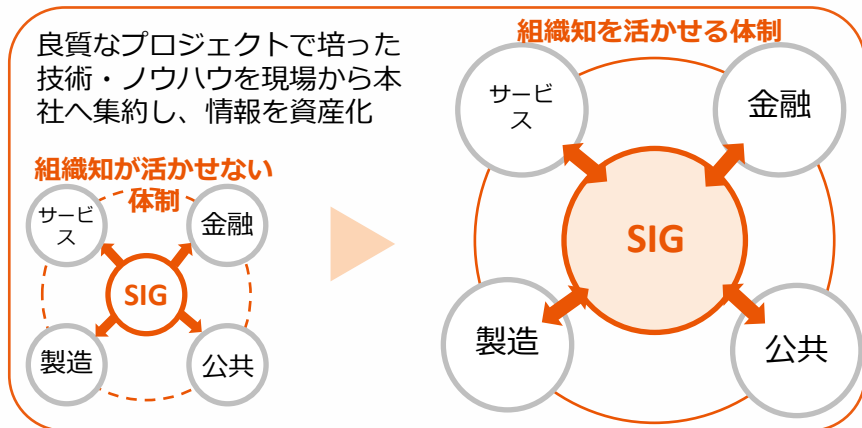 良質なプロジェクトで培った
技術・ノウハウを現場から本
社へ集約し、情報を資産化
組織知が活かせない
体制
サービ
ス
金融
SIG
製造
公共
組織知を活かせる体制
サービ
ス
金融
SIG
製造
公共